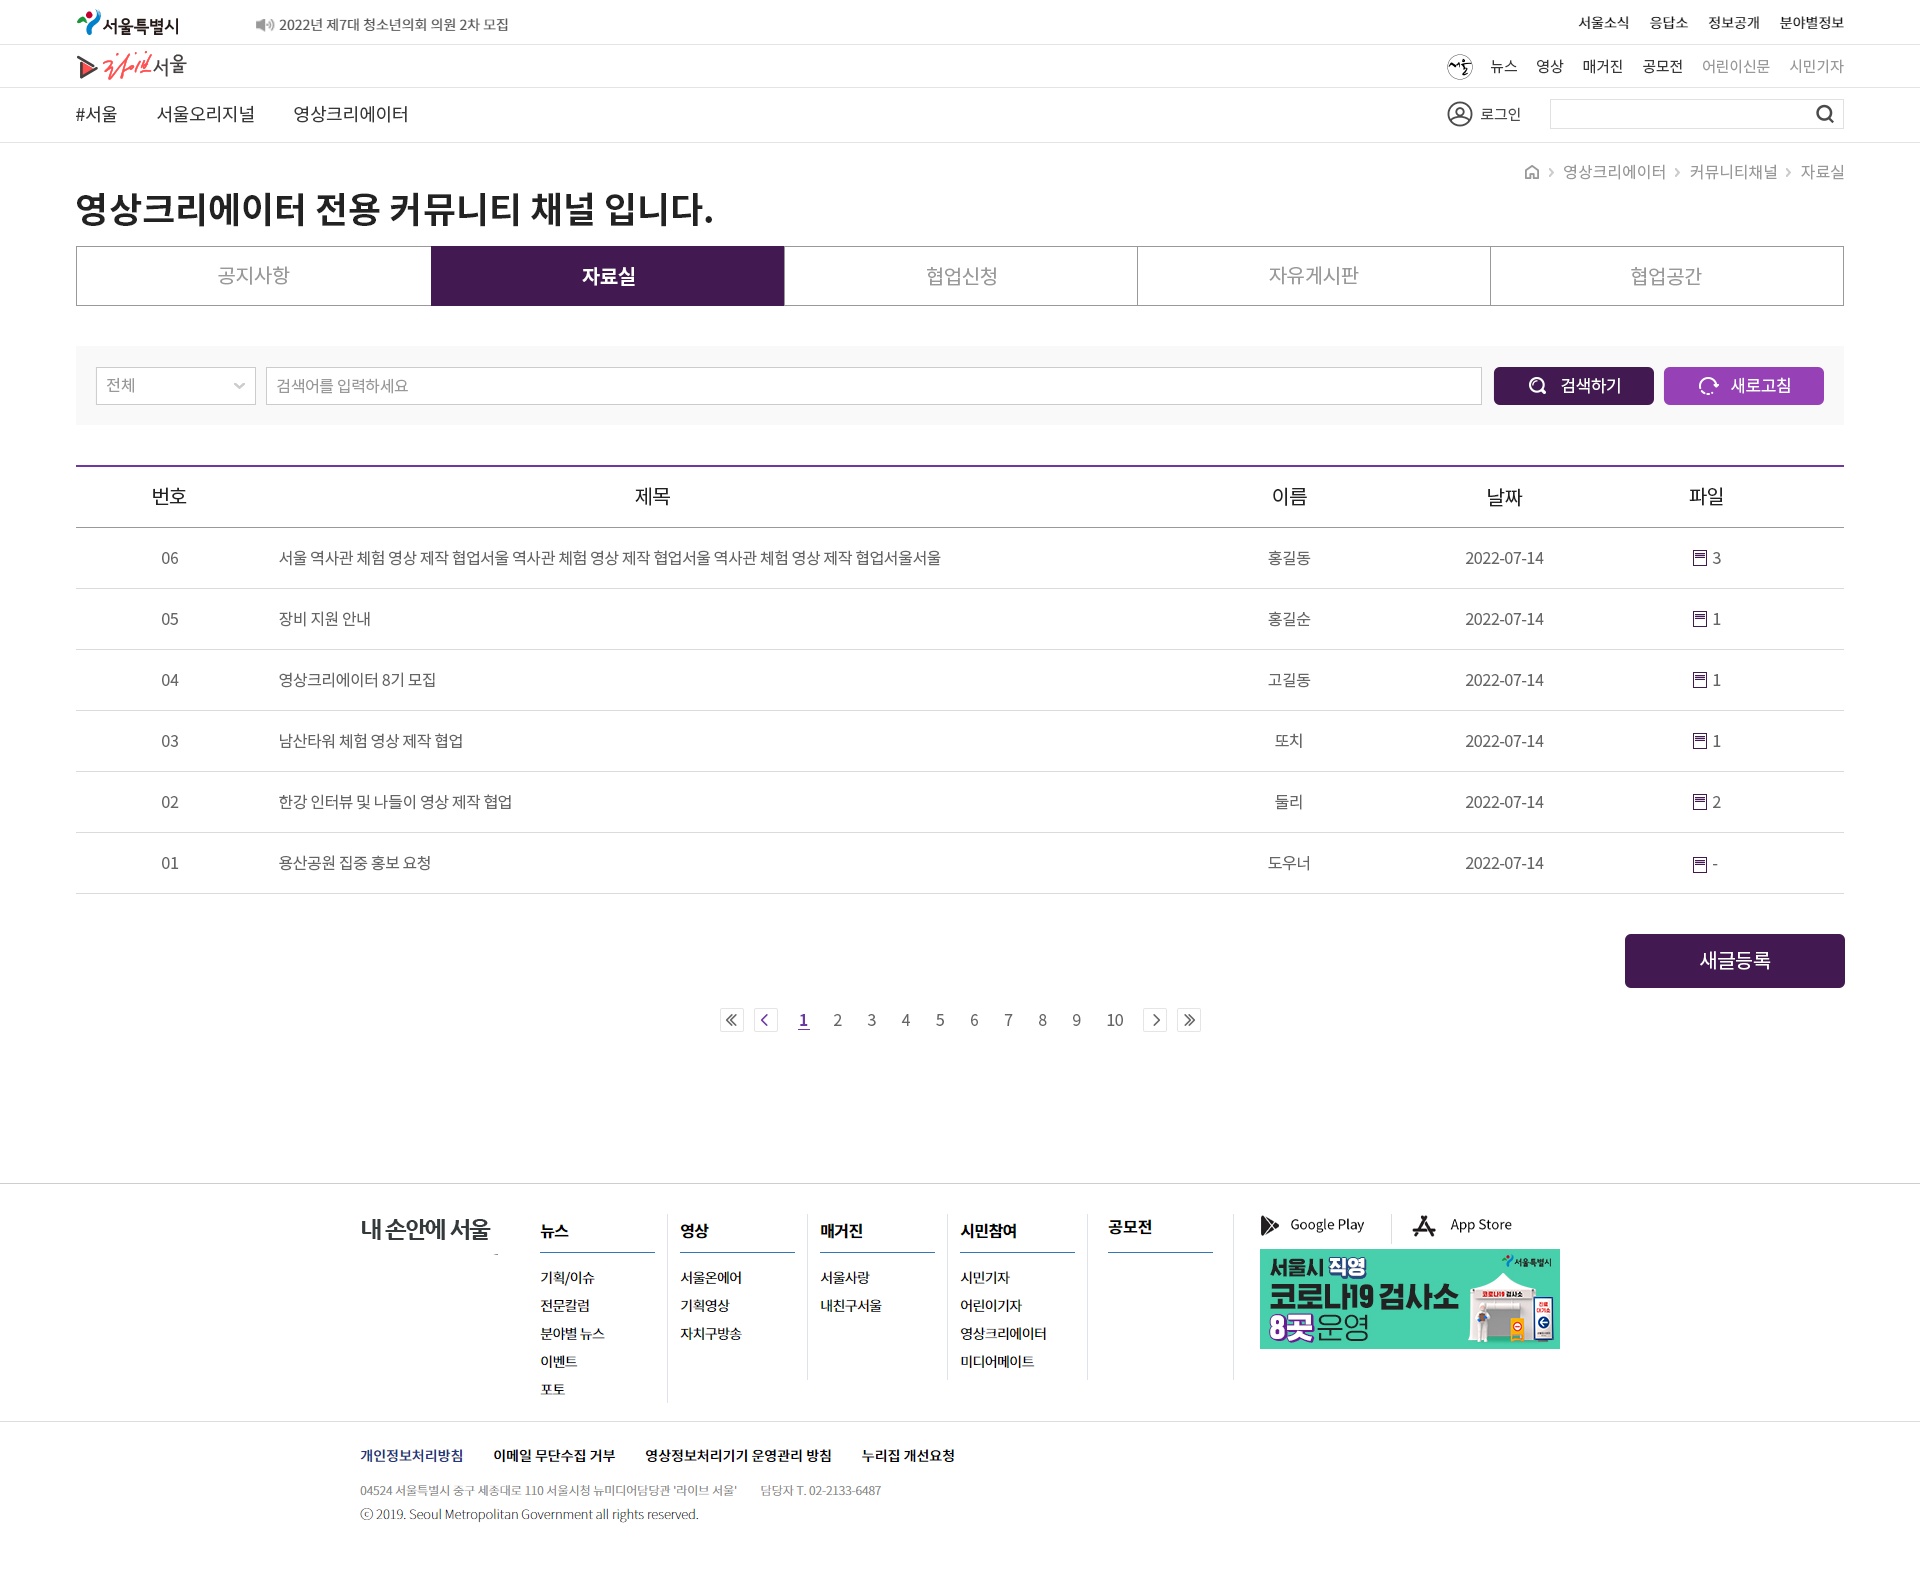 서울특별시
2022년 제7대 청소년의회 의원 2차 모집
서울소식 응답소 정보공개 분야별정보
라이브서울
서울 뉴스 영상 매거진 공모전 어린이신문 시민기자
#서울 서울오리지널 영상크리에이터
로그인
영상크리에이터 > 커뮤니티채널 > 자료실
영상크리에이터 전용 커뮤니티 채널 입니다.
공지사항 자료실 협업신청 자유게시판 협업공간
전체 검색어를 입력하세요 검색하기 새로고침
번호 제목 이름 날짜 파일
06 서울 역사관 체험 영상 제작 협업서울 역사관 체험 영상 제작 협업서울 역사관 체험 영상 제작 협업서울서울 홍길동 2022-07-14 3
05 장비 지원 안내 홍길순 2022-07-14 1
04 영상크리에이터 8기 모집 고길동 2022-07-14 1
03 남산타워 체험 영상 제작 협업 또치 2022-07-14 1
02 한강 인터뷰 및 나들이 영상 제작 협업 둘리 2022-07-14 2
01 용산공원 집중 홍보 요청 도우너 2022-07-14 -
새글등록
1 2 3 4 5 6 7 8 9 10
내 손안에 서울
뉴스
기획/이슈
전문칼럼
분야별 뉴스
이벤트
포토
영상
서울온에어
기획영상
자치구방송
매거진
서울사랑
내친구서울
시민참여
시민기자
어린이기자
영상크리에이터
미디어메이트
공모전
Google Play App Store
서울특별시
서울시 직영
코로나19 검사소
8곳 운영
코로나19 검사소
진료
대기소
개인정보처리방침 이메일 무단수집 거부 영상정보처리기기 운영관리 방침 누리집 개선요청
04524 서울특별시 중구 세종대로 110 서울시청 뉴미디어담당관 '라이브 서울' 담당자 T. 02-2133-6487
ⓒ 2019. Seoul Metropolitan Government all rights reserved.